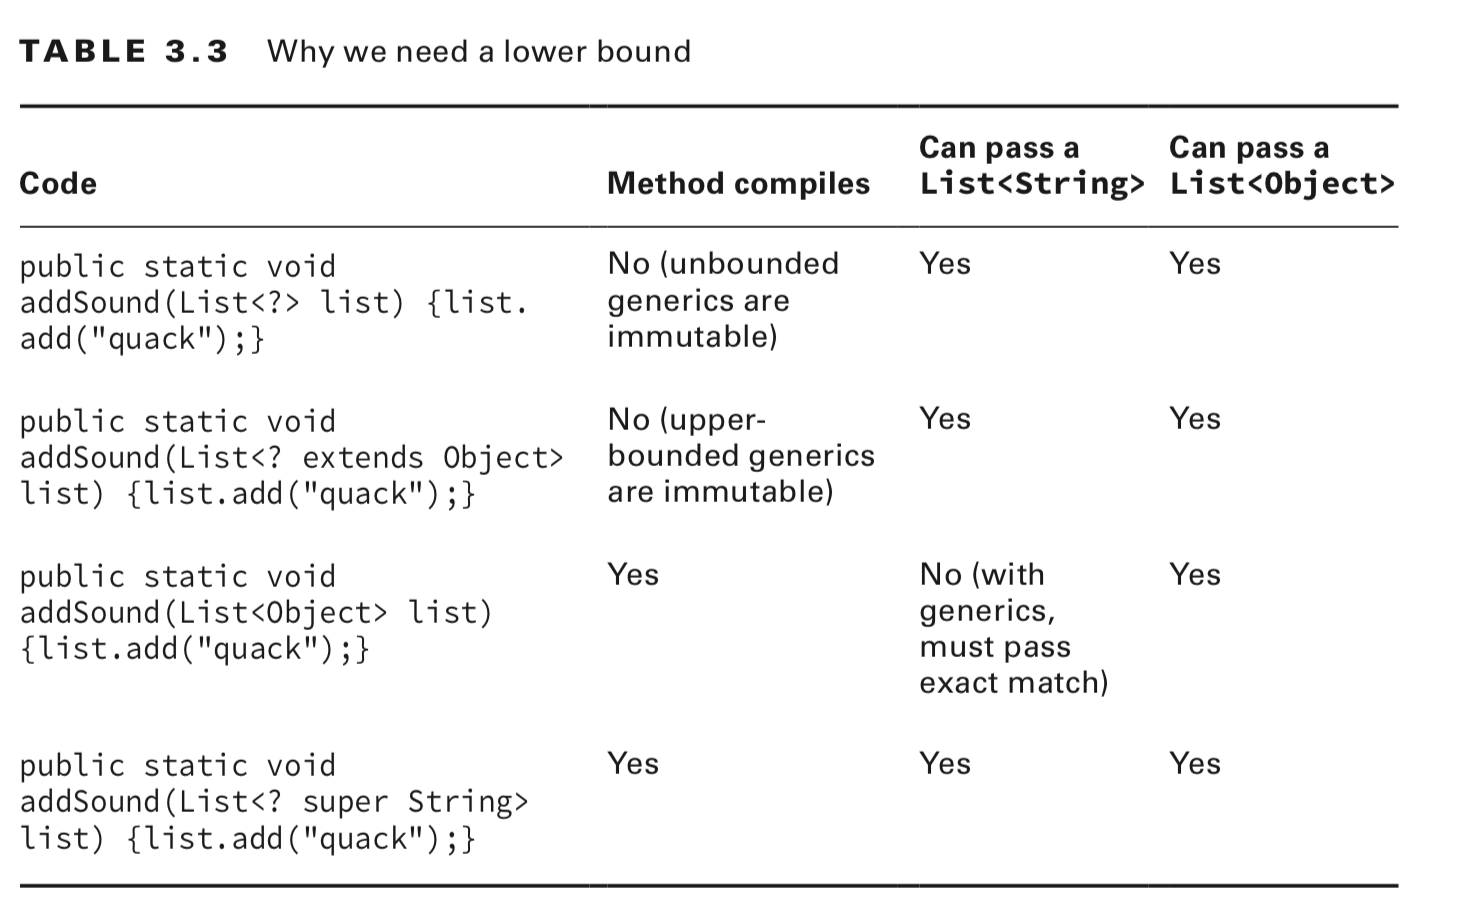 TABLE 3.3 Why we need a lower bound
Code
Method compiles
Can pass a
List<String>
Can pass a
List<Object>
public static void
addSound(List<?> list) {list.
add("quack");}
No (unbounded
generics are
immutable)
Yes
Yes
public static void
addSound(List<? extends Object>
list) {list.add("quack");}
No (upper-
bounded generics
are immutable)
Yes
Yes
public static void
addSound(List<Object> list)
{list.add("quack");}
Yes
No (with
generics,
must pass
exact match)
Yes
public static void
addSound(List<? super String>
list) {list.add("quack");}
Yes
Yes
Yes